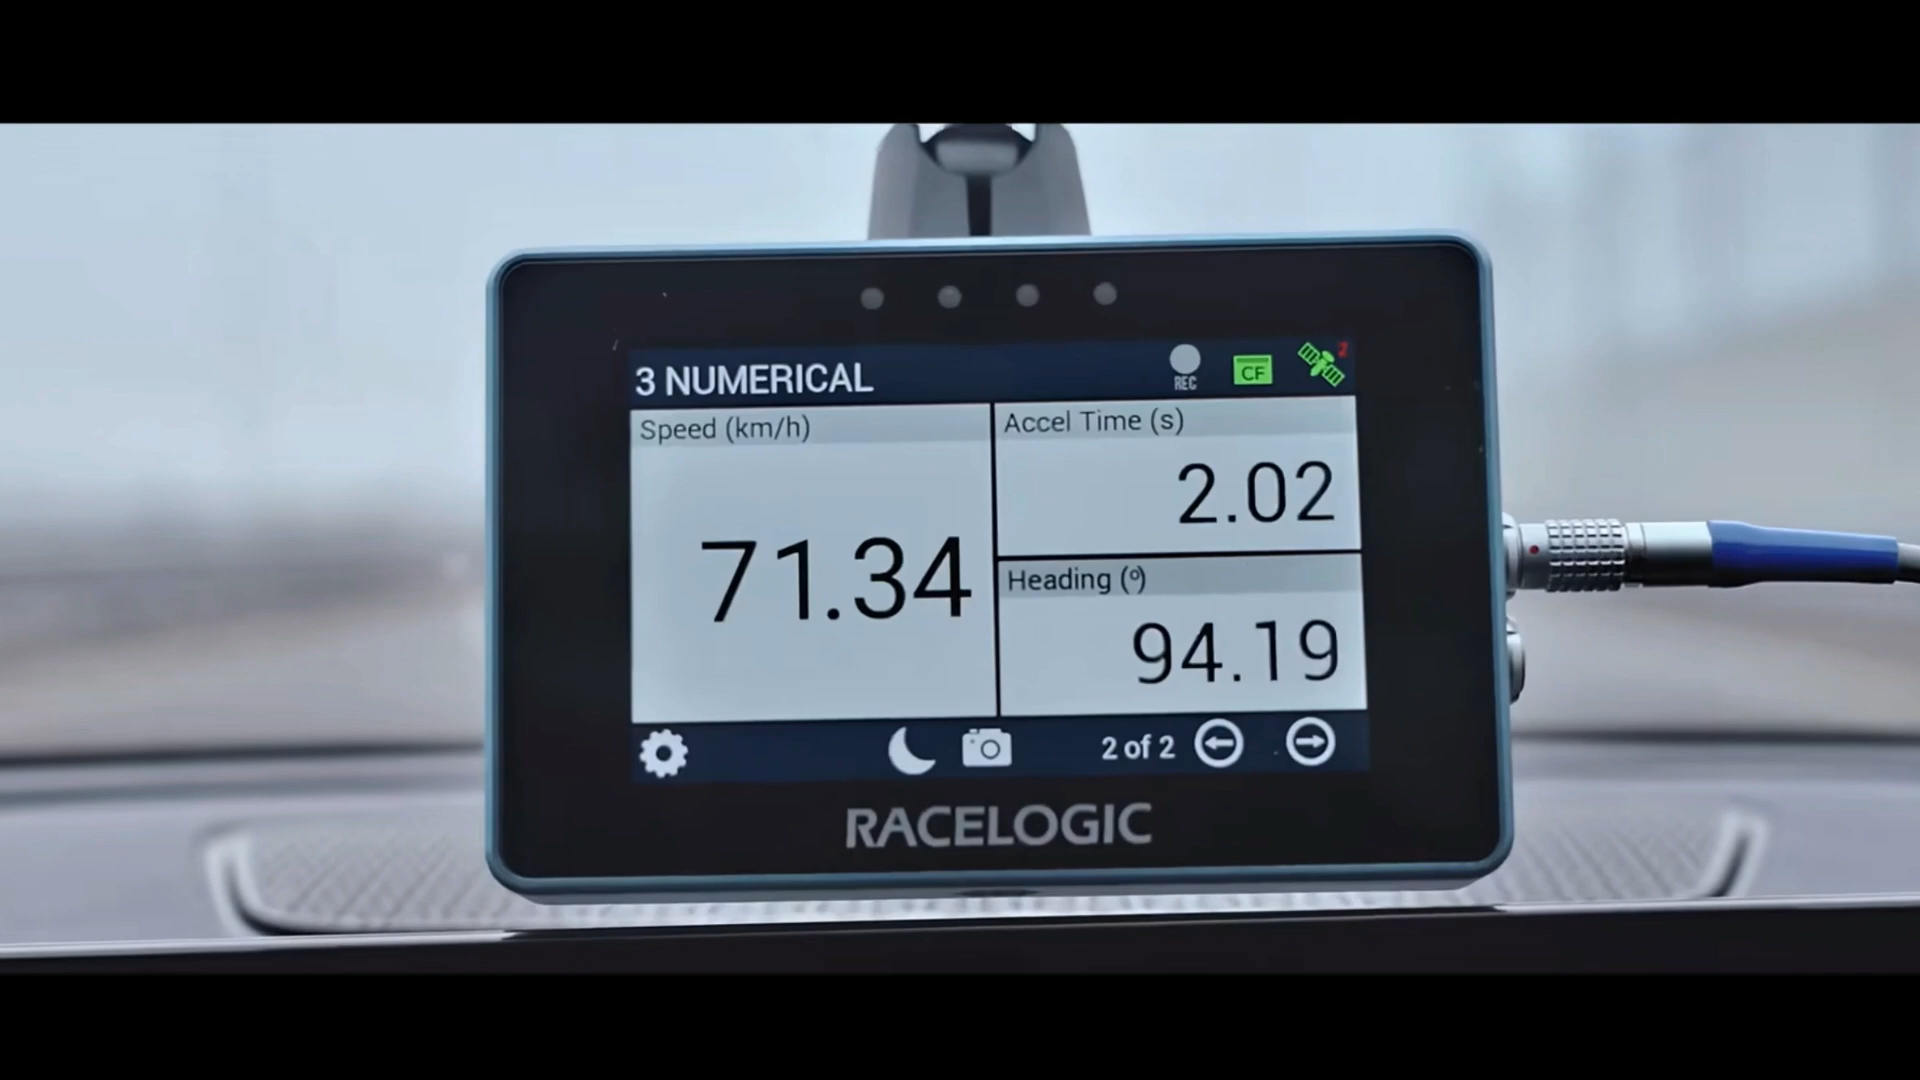 3 NUMERICAL
REC
CF
2
Speed (km/h)
71.34
Accel Time (s)
2.02
Heading (º)
94.19
2 of 2
RACELOGIC